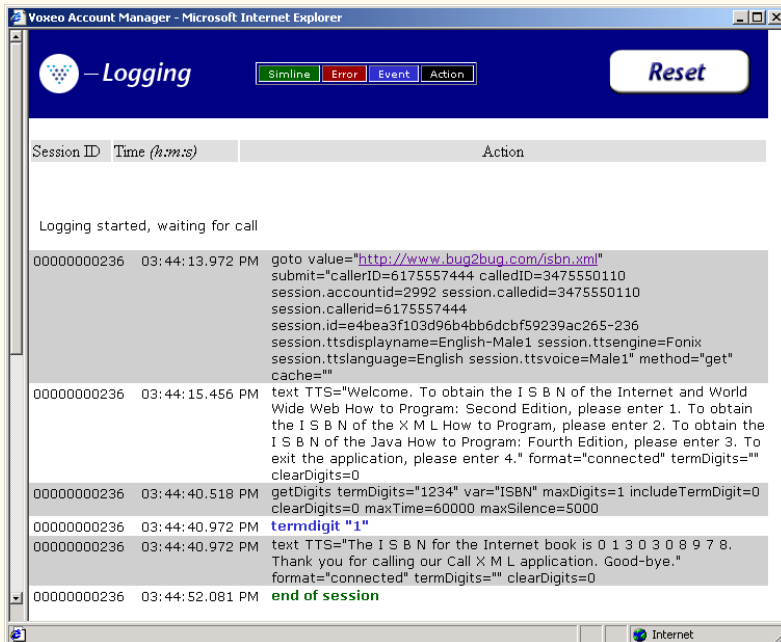 Voxeo Account Manager - Microsoft Internet Explorer
–Logging
Simline Error Event Action
Reset
Session ID Time (h:m:s) Action
Logging started, waiting for call
00000000236 03:44:13.972 PM goto value="http://www.bug2bug.com/isbn.xml"
submit="callerID=6175557444 calledID=3475550110
session.accountid=2992 session.calledid=3475550110
session.callerid=6175557444
session.id=e4bea3f103d96b4bb6dcbf59239ac265-236
session.ttsdisplayname=English-Male1 session.ttsengine=Fonix
session.ttslanguage=English session.ttsvoice=Male1" method="get"
cache=""
00000000236 03:44:15.456 PM text TTS="Welcome. To obtain the I S B N of the Internet and World
Wide Web How to Program: Second Edition, please enter 1. To obtain
the I S B N of the X M L How to Program, please enter 2. To obtain the
I S B N of the Java How to Program: Fourth Edition, please enter 3. To
exit the application, please enter 4." format="connected" termDigits=""
clearDigits=0
00000000236 03:44:40.518 PM getDigits termDigits="1234" var="ISBN" maxDigits=1 includeTermDigit=0
clearDigits=0 maxTime=60000 maxSilence=5000
00000000236 03:44:40.972 PM termdigit "1"
00000000236 03:44:40.972 PM text TTS="The I S B N for the Internet book is 0 1 3 0 3 0 8 9 7 8.
Thank you for calling our Call X M L application. Good-bye."
format="connected" termDigits="" clearDigits=0
00000000236 03:44:52.081 PM end of session
Internet